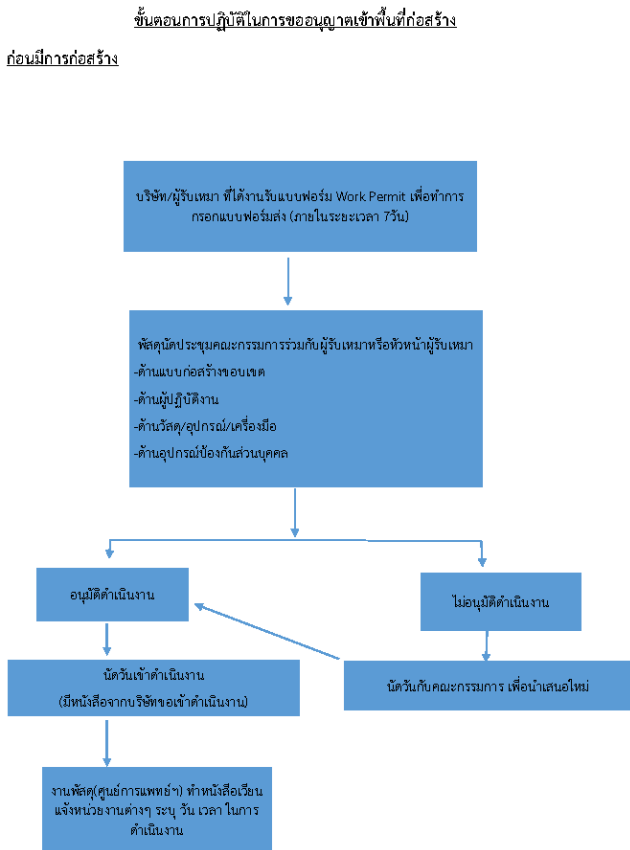 ขั้นตอนการปฏิบัติในการขออนุญาตเข้าพื้นที่ก่อสร้าง
ก่อนมีการก่อสร้าง
บริษัท/ผู้รับเหมา ที่ได้งานรับแบบฟอร์ม Work Permit เพื่อทำการ
กรอกแบบฟอร์มส่ง (ภายในระยะเวลา 7วัน)
พัสดุนัดประชุมคณะกรรมการร่วมกับผู้รับเหมาหรือหัวหน้าผู้รับเหมา
-ด้านแบบก่อสร้างขอบเขต
-ด้านผู้ปฏิบัติงาน
-ด้านวัสดุ/อุปกรณ์/เครื่องมือ
-ด้านอุปกรณ์ป้องกันส่วนบุคคล
อนุมัติดำเนินงาน
ไม่อนุมัติดำเนินงาน
นัดวันเข้าดำเนินงาน
(มีหนังสือจากบริษัทขอเข้าดำเนินงาน)
นัดวันกับคณะกรรมการ เพื่อนำเสนอใหม่
งานพัสดุ(ศูนย์การแพทย์ฯ) ทำหนังสือเวียน
แจ้งหน่วยงานต่างๆ ระบุ วัน เวลา ในการ
ดำเนินงาน